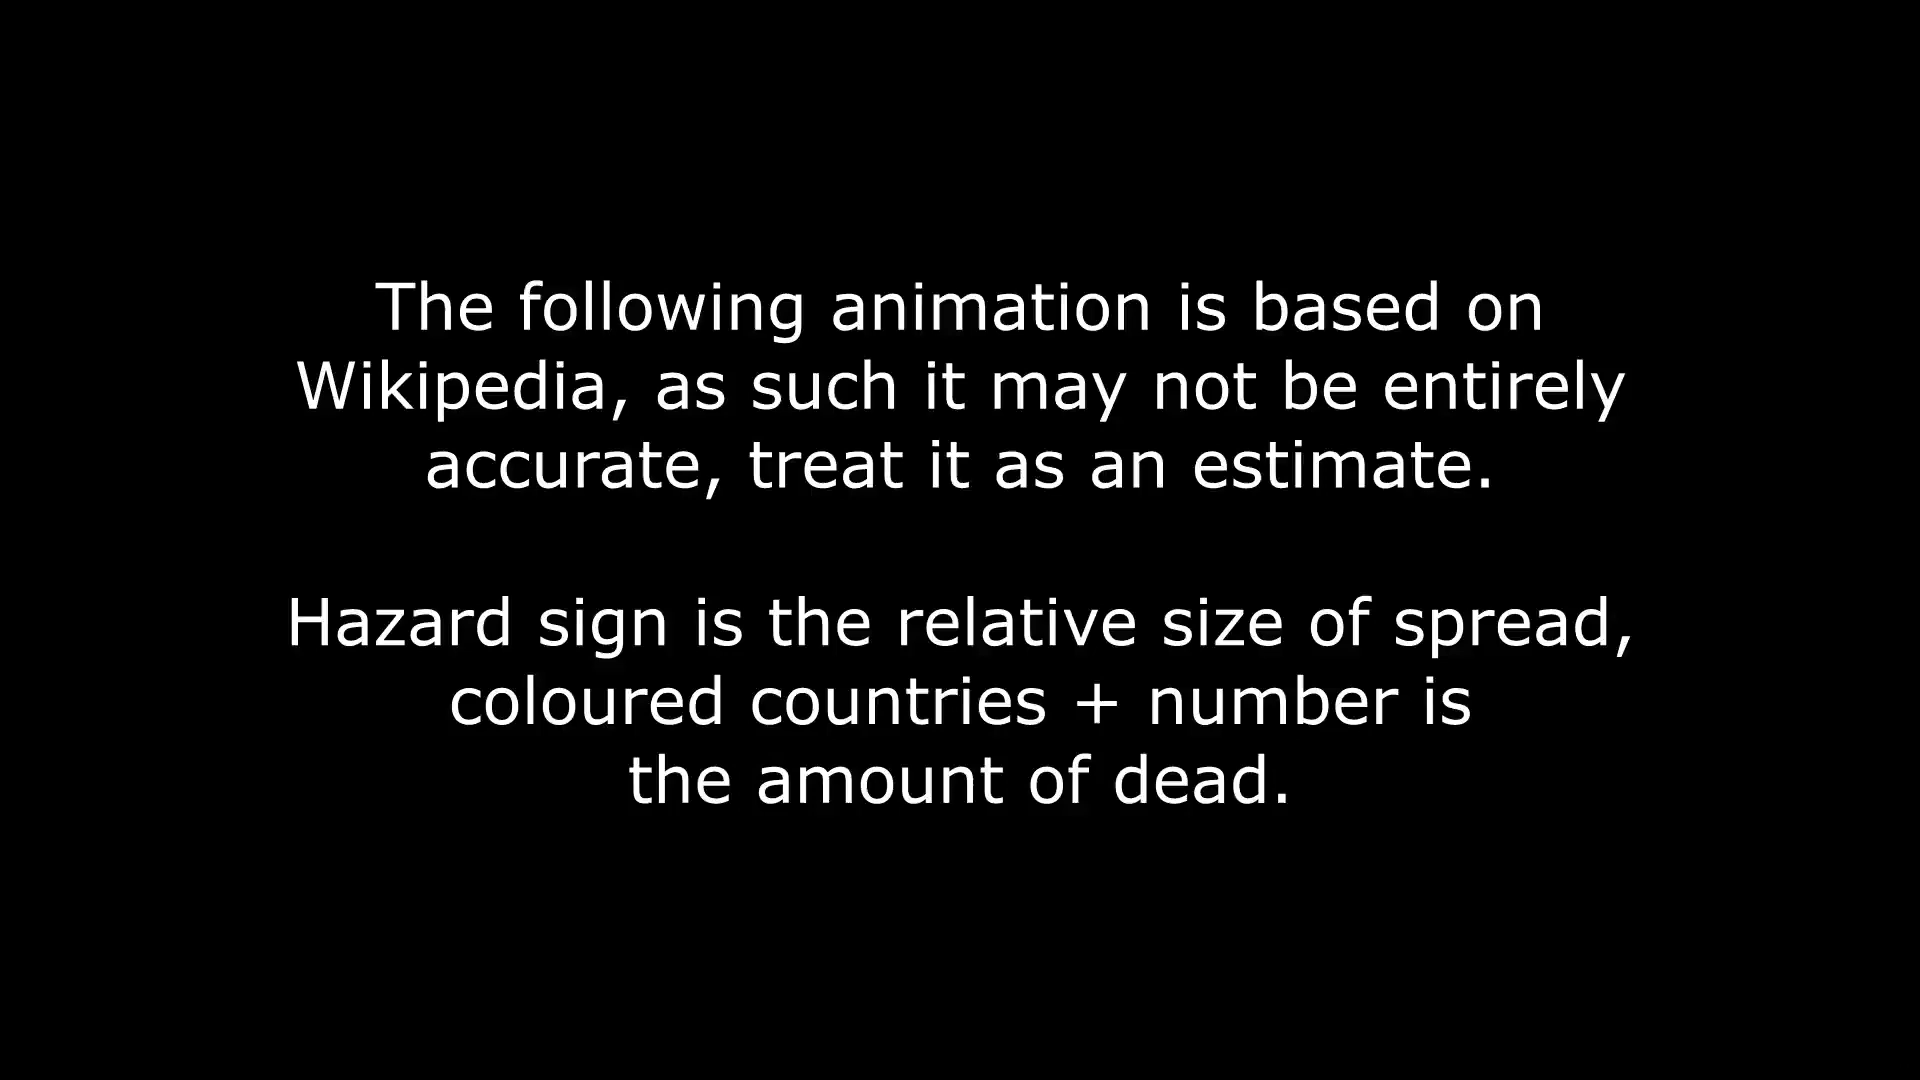 The following animation is based on
Wikipedia, as such it may not be entirely
accurate, treat it as an estimate.
Hazard sign is the relative size of spread,
coloured countries + number is
the amount of dead.